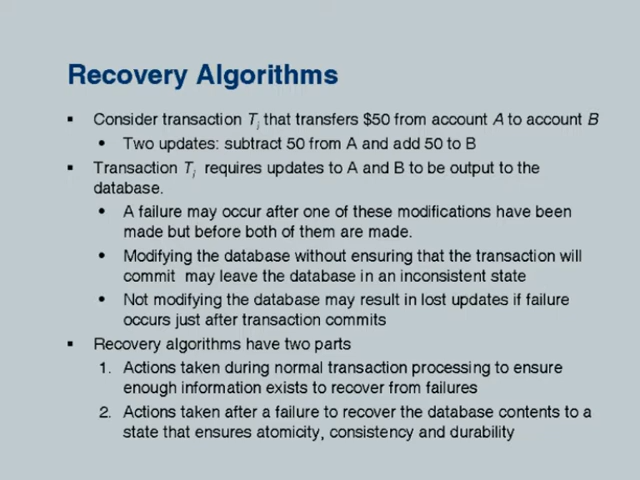 Recovery Algorithms
▪ Consider transaction Ti that transfers $50 from account A to account B
• Two updates: subtract 50 from A and add 50 to B
▪ Transaction Ti requires updates to A and B to be output to the
database.
• A failure may occur after one of these modifications have been
made but before both of them are made.
• Modifying the database without ensuring that the transaction will
commit may leave the database in an inconsistent state
• Not modifying the database may result in lost updates if failure
occurs just after transaction commits
▪ Recovery algorithms have two parts
1. Actions taken during normal transaction processing to ensure
enough information exists to recover from failures
2. Actions taken after a failure to recover the database contents to a
state that ensures atomicity, consistency and durability